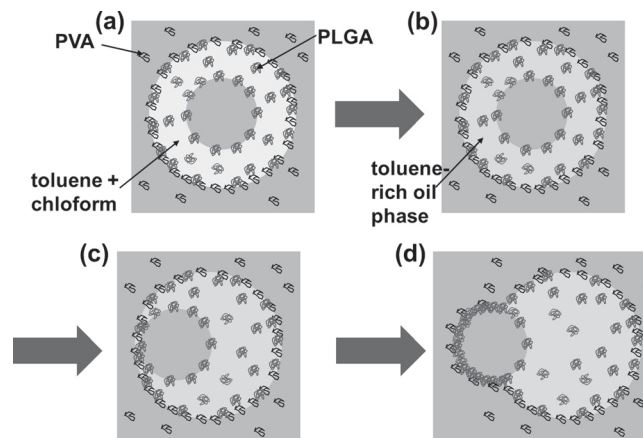 (a)
PVA
PLGA
toluene +
chloform
(b)
toluene-
rich oil
phase
(c)
(d)